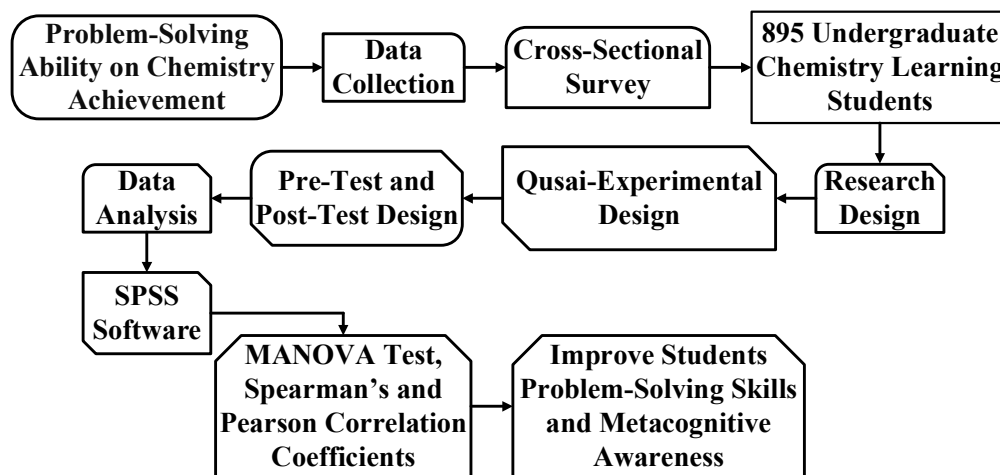 Problem-Solving
Ability on Chemistry
Achievement
Data
Collection
Cross-Sectional
Survey
895 Undergraduate
Chemistry Learning
Students
Research
Design
Qusai-Experimental
Design
Pre-Test and
Post-Test Design
Data
Analysis
SPSS
Software
MANOVA Test,
Spearman's and
Pearson Correlation
Coefficients
Improve Students
Problem-Solving Skills
and Metacognitive
Awareness